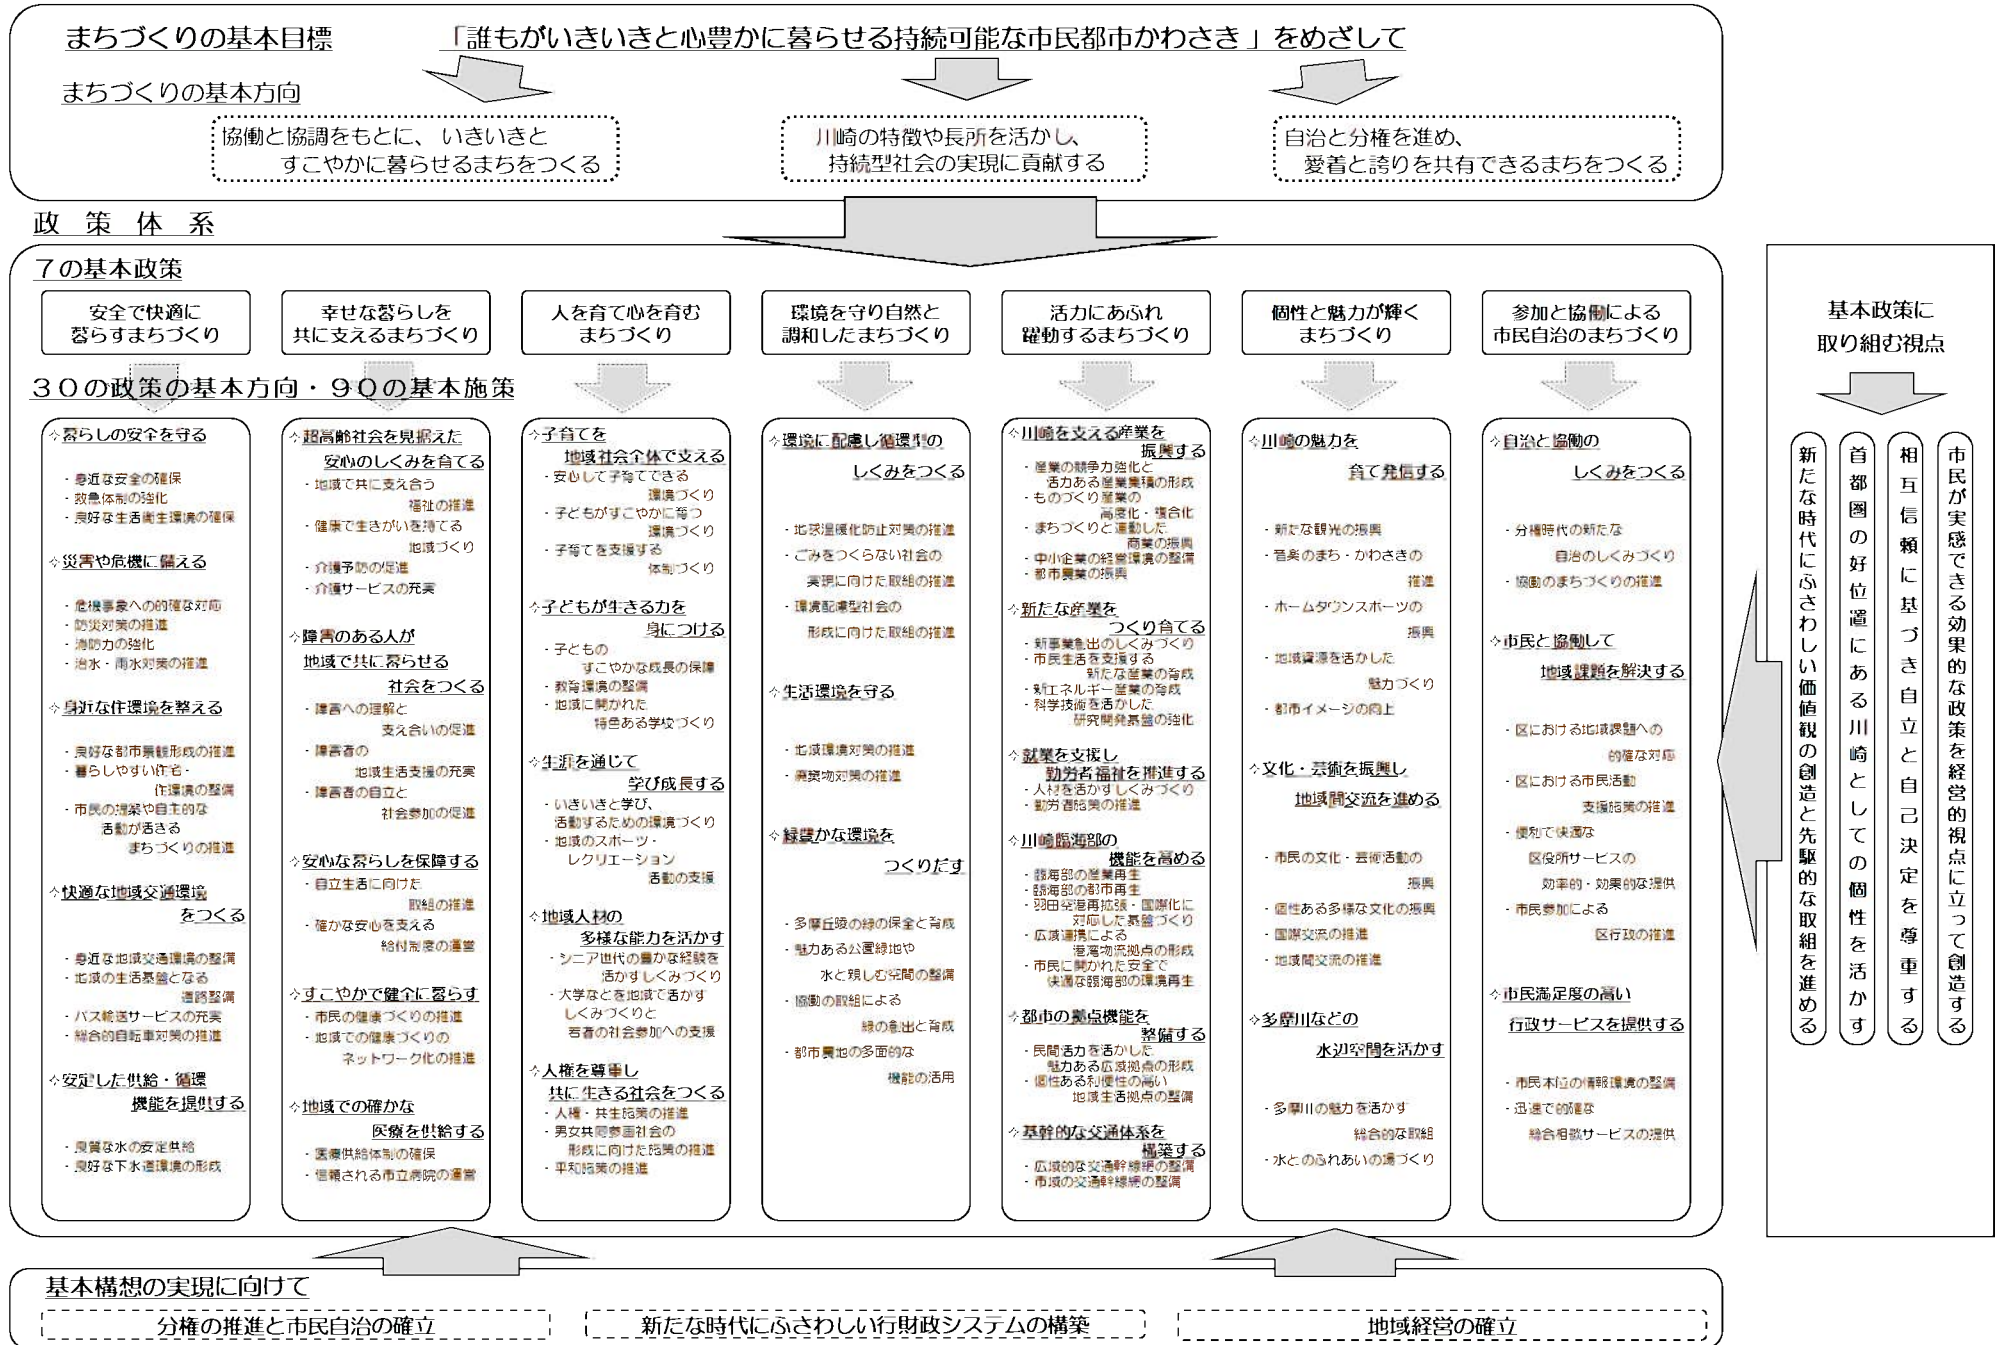 まちづくりの基本目標
「誰もがいきいきと心豊かに暮らせる持続可能な市民都市かわさき」をめざして
まちづくりの基本方向
協働と協調をもとに、いきいきと
すこやかに暮らせるまちをつくる
川崎の特徴や長所を活かし、
持続型社会の実現に貢献する
自治と分権を進め、
愛着と誇りを共有できるまちをつくる
政策体系
7の基本政策
安全で快適に
暮らすまちづくり
幸せな暮らしを
共に支えるまちづくり
人を育て心を育む
まちづくり
環境を守り自然と
調和したまちづくり
活力にあふれ
躍動するまちづくり
個性と魅力が輝く
まちづくり
参加と協働による
市民自治のまちづくり
30の政策の基本方向・90の基本施策
◇暮らしの安全を守る
・身近な安全の確保
・救急体制の強化
・良好な生活衛生環境の確保
◇災害や危機に備える
・危機事象への的確な対応
・防災対策の推進
・消防力の強化
・治水・雨水対策の推進
◇身近な住環境を整える
・良好な都市景観形成の推進
・暮らしやすい住宅・
住環境の整備
・市民の提案や自主的な
活動が活きる
まちづくりの推進
◇快適な地域交通環境
をつくる
・身近な地域交通環境の整備
・地域の生活基盤となる
道路整備
・バス輸送サービスの充実
・総合的自転車対策の推進
◇安定した供給・循環
機能を提供する
・良質な水の安定供給
・良好な下水道環境の形成
◇超高齢社会を見据えた
安心のしくみを育てる
・地域で共に支え合う
福祉の推進
・健康で生きがいを持てる
地域づくり
・介護予防の促進
・介護サービスの充実
◇障害のある人が
地域で共に暮らせる
社会をつくる
・障害への理解と
支え合いの促進
・障害者の
地域生活支援の充実
・障害者の自立と
社会参加の促進
◇安心な暮らしを保障する
・自立生活に向けた
取組の推進
・確かな安心を支える
給付制度の運営
◇すこやかで健全に暮らす
・市民の健康づくりの推進
・地域での健康づくりの
ネットワーク化の推進
◇地域での確かな
医療を供給する
・医療供給体制の確保
・信頼される市立病院の運営
◇子育てを
地域社会全体で支える
・安心して子育てできる
環境づくり
・子どもがすこやかに育つ
環境づくり
・子育てを支援する
体制づくり
◇子どもが生きる力を
身につける
・子どもの
すこやかな成長の保障
・教育環境の整備
・地域に開かれた
特色ある学校づくり
◇生涯を通じて
学び成長する
・いきいきと学び、
活動するための環境づくり
・地域のスポーツ・
レクリエーション
活動の支援
◇地域人材の
多様な能力を活かす
・シニア世代の豊かな経験を
活かすしくみづくり
・大学などを地域で活かす
しくみづくりと
若者の社会参加への支援
◇人権を尊重し
共に生きる社会をつくる
・人権・共生施策の推進
・男女共同参画社会の
形成に向けた施策の推進
・平和施策の推進
◇環境に配慮し循環型の
しくみをつくる
・地球温暖化防止対策の推進
・ごみをつくらない社会の
実現に向けた取組の推進
・環境配慮型社会の
形成に向けた取組の推進
◇生活環境を守る
・地域環境対策の推進
・廃棄物対策の推進
◇緑豊かな環境を
つくりだす
・多摩丘陵の緑の保全と育成
・魅力ある公園緑地や
水と親しむ空間の整備
・協働の取組による
緑の創出と育成
・都市農地の多面的な
機能の活用
◇川崎を支える産業を
振興する
・産業の競争力強化と
活力ある産業集積の形成
・ものづくり産業の
高度化・複合化
・まちづくりと連動した
商業の振興
・中小企業の経営環境の整備
・都市農業の振興
◇新たな産業を
つくり育てる
・新事業創出のしくみづくり
・市民生活を支援する
新たな産業の育成
・新エネルギー産業の育成
・科学技術を活かした
研究開発基盤の強化
◇就業を支援し
勤労者福祉を推進する
・人材を活かすしくみづくり
・勤労者施策の推進
◇川崎臨海部の
機能を高める
・臨海部の産業再生
・臨海部の都市再生
・羽田空港再拡張・国際化に
対応した基盤づくり
・広域連携による
港湾物流拠点の形成
・市民に開かれた安全で
快適な臨海部の環境再生
◇都市の拠点機能を
整備する
・民間活力を活かした
魅力ある広域拠点の形成
・個性ある利便性の高い
地域生活拠点の整備
◇基幹的な交通体系を
構築する
・広域的な交通幹線網の整備
・市域の交通幹線網の整備
◇川崎の魅力を
育て発信する
・新たな観光の振興
・音楽のまち・かわさきの
推進
・ホームタウンスポーツの
振興
・地域資源を活かした
魅力づくり
・都市イメージの向上
◇文化・芸術を振興し
地域間交流を進める
・市民の文化・芸術活動の
振興
・個性ある多様な文化の振興
・国際交流の推進
・地域間交流の推進
◇多摩川などの
水辺空間を活かす
・多摩川の魅力を活かす
総合的な取組
・水とのふれあいの場づくり
◇自治と協働の
しくみをつくる
・分権時代の新たな
自治のしくみづくり
・協働のまちづくりの推進
◇市民と協働して
地域課題を解決する
・区における地域課題への
的確な対応
・区における市民活動
支援施策の推進
・便利で快適な
区役所サービスの
効率的・効果的な提供
・市民参加による
区行政の推進
◇市民満足度の高い
行政サービスを提供する
・市民本位の情報環境の整備
・迅速で的確な
総合相談サービスの提供
基本政策に
取り組む視点
市民が実感できる効果的な政策を経営的視点に立って創造する
相互信頼に基づき自立と自己決定を尊重する
首都圏の好位置にある川崎としての個性を活かす
新たな時代にふさわしい価値観の創造と先駆的な取組を進める
基本構想の実現に向けて
分権の推進と市民自治の確立
新たな時代にふさわしい行財政システムの構築
地域経営の確立